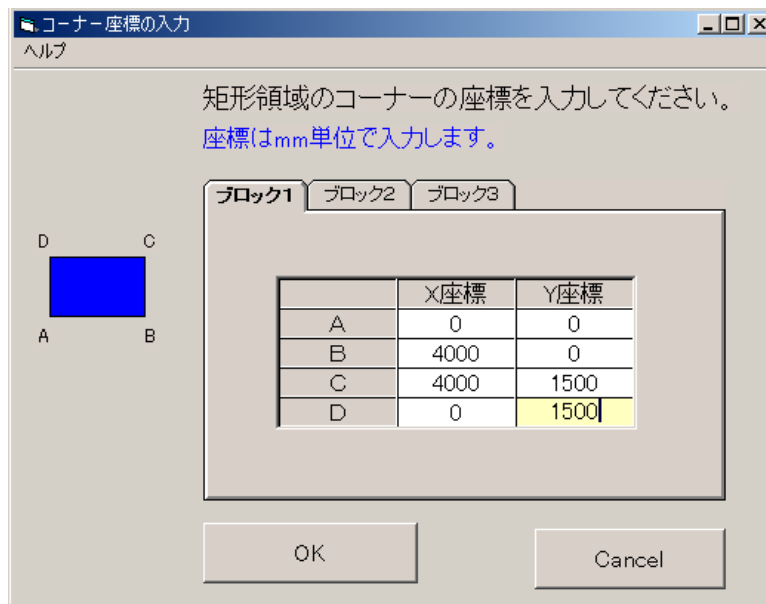 コーナー座標の入力
ヘルプ
矩形領域のコーナーの座標を入力してください。
座標はmm単位で入力します。
ブロック1 ブロック2 ブロック3
D C
A B
X座標 Y座標
A 0 0
B 4000 0
C 4000 1500
D 0 1500
OK Cancel